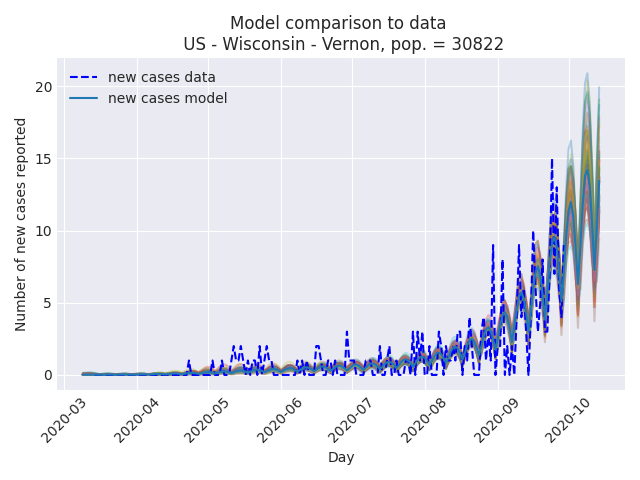 Model comparison to data
US - Wisconsin - Vernon, pop. = 30822
new cases data
new cases model
Number of new cases reported
20
15
10
5
0
2020-03
2020-04
2020-05
2020-06
2020-07
2020-08
2020-09
2020-10
Day